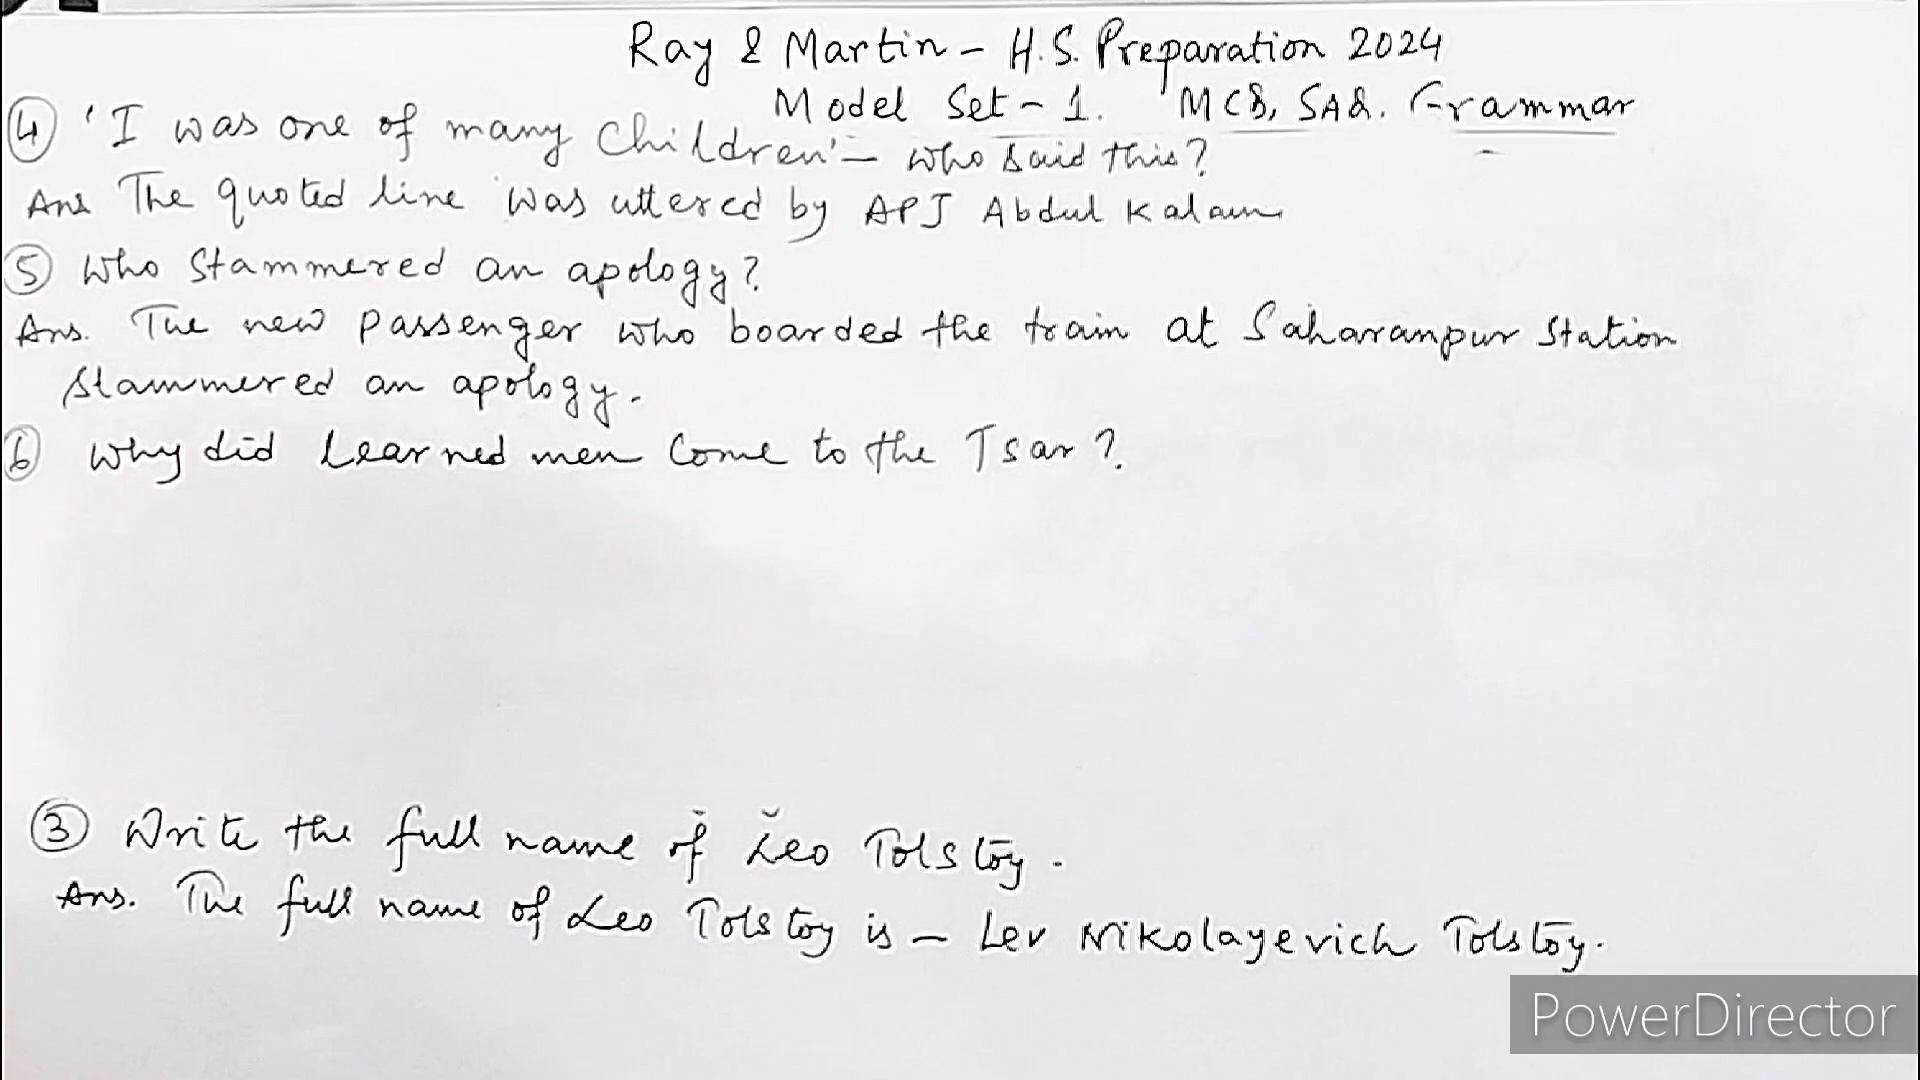 Ray & Martin - H.S. Preparation 2024
Model Set - 1. MCQ, SAQ. Grammar
④ 'I was one of many Children' - who said this?
Ans The quoted line was uttered by APJ Abdul Kalam
⑤ Who stammered an apology?
Ans. The new passenger who boarded the train at Saharanpur Station
stammered an apology.
⑥ Why did Learned men Come to the Tsar?
③ Write the full name of Leo Tolstoy.
Ans. The full name of Leo Tolstoy is - Lev Nikolayevich Tolstoy.
PowerDirector